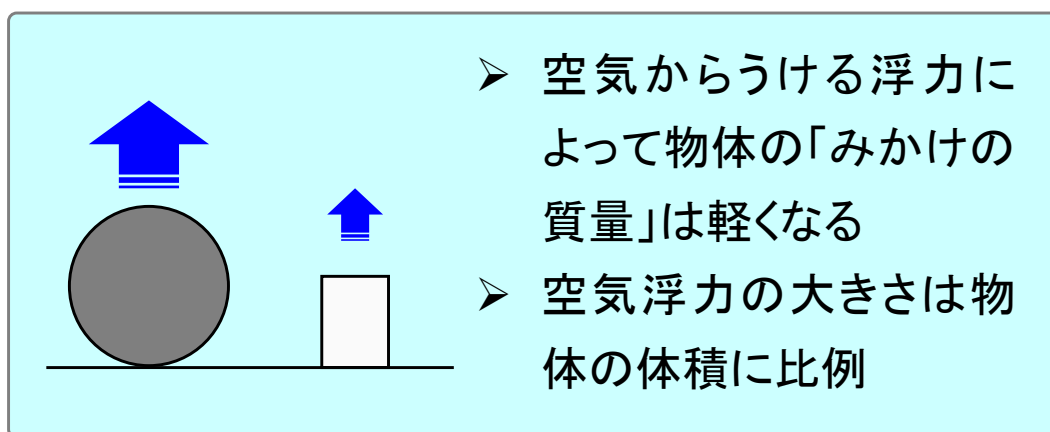 ➢ 空気からうける浮力に
よって物体の「みかけの
質量」は軽くなる
➢ 空気浮力の大きさは物
体の体積に比例